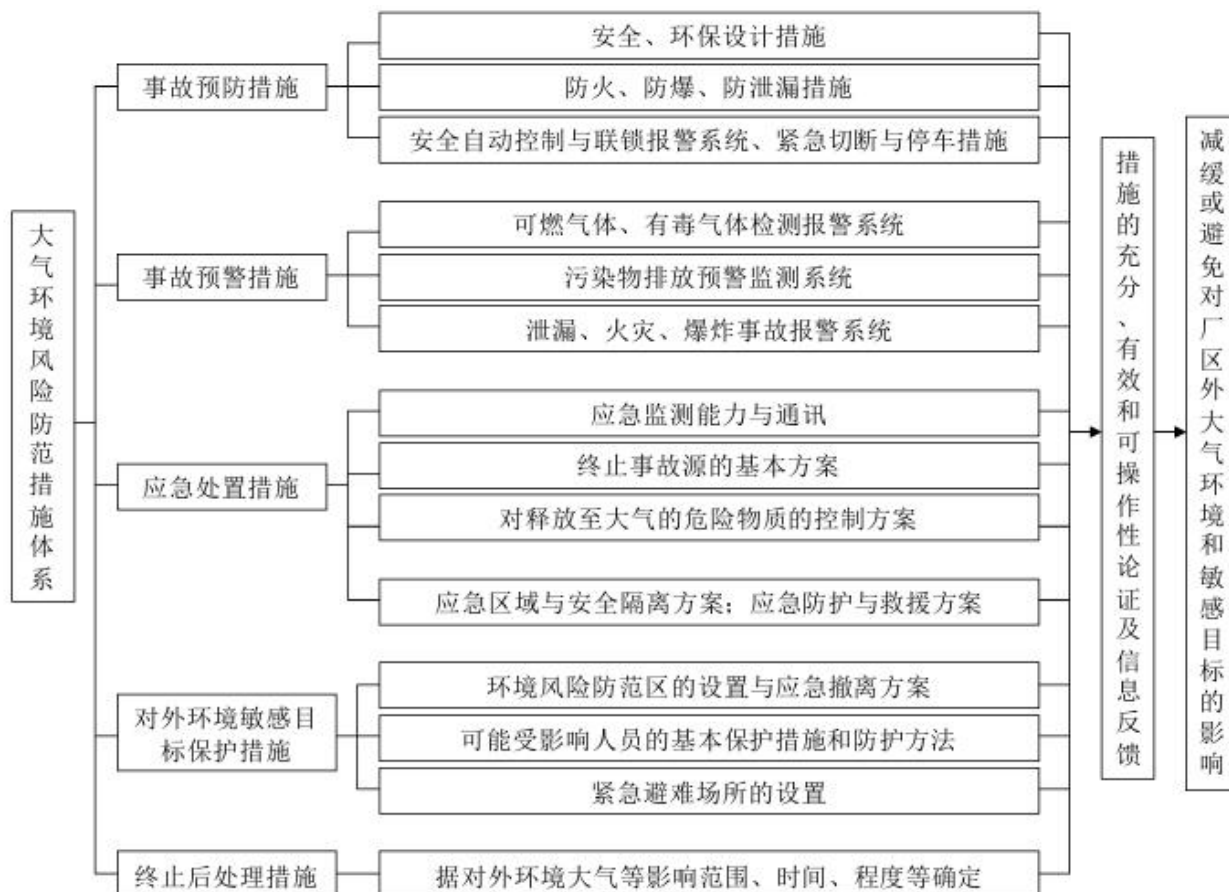 大气环境风险防范措施体系
事故预防措施
安全、环保设计措施
防火、防爆、防泄漏措施
安全自动控制与联锁报警系统、紧急切断与停车措施
事故预警措施
可燃气体、有毒气体检测报警系统
污染物排放预警监测系统
泄漏、火灾、爆炸事故报警系统
应急处置措施
应急监测能力与通讯
终止事故源的基本方案
对释放至大气的危险物质的控制方案
应急区域与安全隔离方案；应急防护与救援方案
对外环境敏感目
标保护措施
环境风险防范区的设置与应急撤离方案
可能受影响人员的基本保护措施和防护方法
紧急避难场所的设置
终止后处理措施
据对外环境大气等影响范围、时间、程度等确定
措施的充分、有效和可操作性论证及信息反馈
减缓或避免对厂区外大气环境和敏感目标的影响